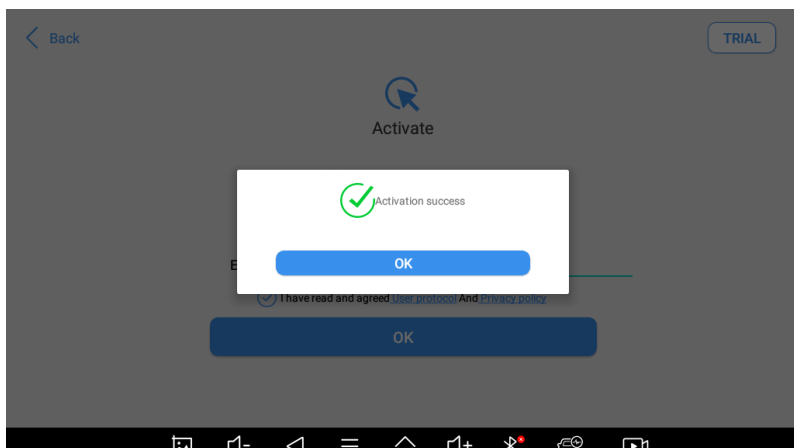 Back
TRIAL
Activate
Activation success
OK
E
I have read and agreed User protocol And Privacy policy
OK